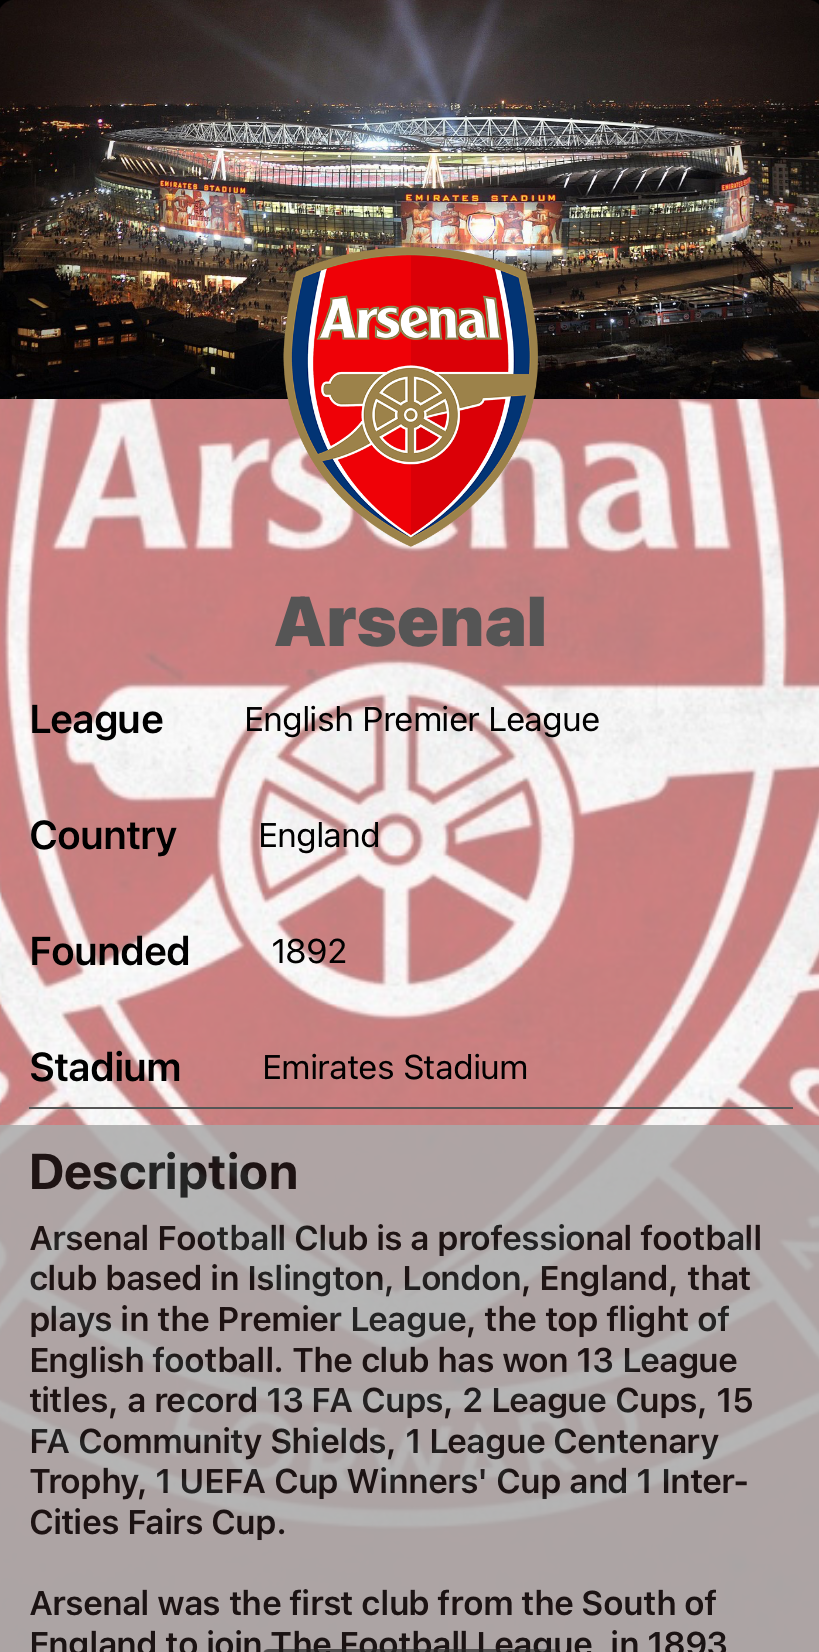 EMIRATES STADIUM
EMIRATES STADIUM
Arsenal
Arsenal
Arsenal
League English Premier League
Country England
Founded 1892
Stadium Emirates Stadium
Description
Arsenal Football Club is a professional football
club based in Islington, London, England, that
plays in the Premier League, the top flight of
English football. The club has won 13 League
titles, a record 13 FA Cups, 2 League Cups, 15
FA Community Shields, 1 League Centenary
Trophy, 1 UEFA Cup Winners' Cup and 1 Inter-
Cities Fairs Cup.
FORWARD
Arsenal was the first club from the South of
England to join The Football League, in 1893